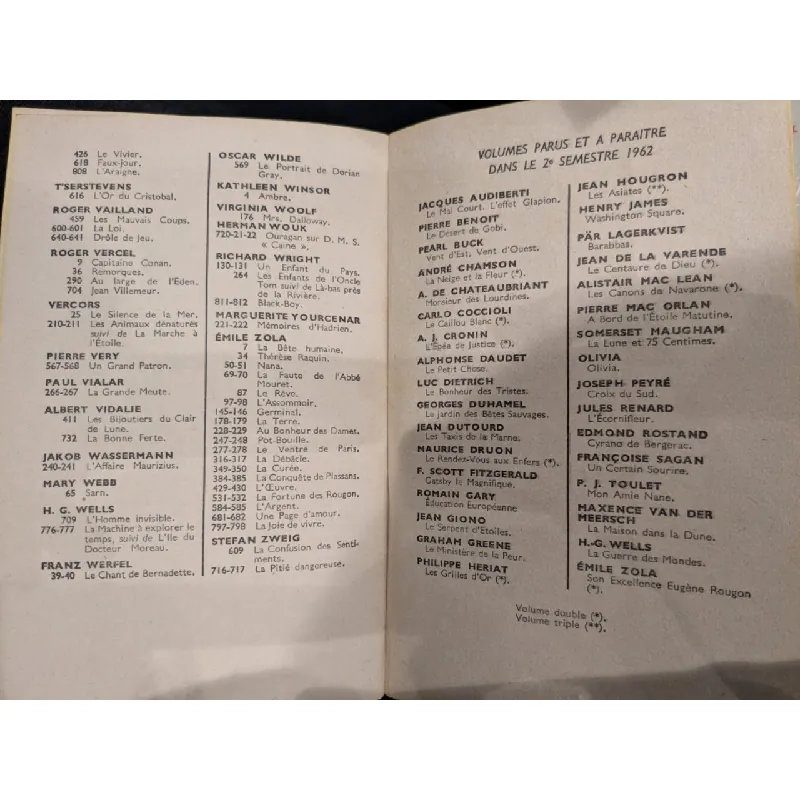 426 Le Vivier.
618 Faux-Jour.
808 L'Araigne.
T'SERSTEVENS
616 L'Or du Cristobal.
ROGER VAILLAND
459 Les Mauvais Coups.
600-601 La Loi.
640-641 Drôle de Jeu.
ROGER VERCEL
9 Capitaine Conan.
36 Remorques.
290 Au large de l'Eden.
704 Jean Villemeur.
VERCORS
25 Le Silence de la Mer.
210-211 Les Animaux dénaturés
suivi de La Marche à
l'Étoile.
PIERRE VERY
567-568 Un Grand Patron.
PAUL VIALAR
266-267 La Grande Meute.
ALBERT VIDALIE
411 Les Bijoutiers du Clair
de Lune.
732 La Bonne Ferte.
JAKOB WASSERMANN
240-241 L'Affaire Maurizius.
MARY WEBB
65 Sarn.
H. G. WELLS
709 L'Homme invisible.
776-777 La Machine à explorer le
temps, suivi de L'Ile du
Docteur Moreau.
FRANZ WERFEL
39-40 Le Chant de Bernadette.
OSCAR WILDE
569 Le Portrait de Dorian
Gray.
KATHLEEN WINSOR
4 Ambre.
VIRGINIA WOOLF
176 Mrs. Dalloway.
HERMAN WOUK
720-21-22 Ouragan sur D. M. S.
« Caine ».
RICHARD WRIGHT
130-131 Un Enfant du Pays.
264 Les Enfants de l'Oncle
Tom suivi de Là-bas près
de la Rivière.
811-812 Black-Boy.
MARGUERITE YOURCENAR
221-222 Mémoires d'Hadrien.
ÉMILE ZOLA
7 La Bête humaine.
34 Thérèse Raquin.
50-51 Nana.
69-70 La Faute de l'Abbé
Mouret.
87 Le Rêve.
97-98 L'Assommoir.
145-146 Germinal.
178-179 La Terre.
228-229 Au Bonheur des Dames.
247-248 Pot-Bouille.
277-278 Le Ventre de Paris.
316-317 La Débâcle.
349-350 La Curée.
384-385 La Conquête de Plassans.
429-430 L'Œuvre.
531-532 La Fortune des Rougon.
584-585 L'Argent.
681-682 Une Page d'amour.
797-798 La Joie de vivre.
STEFAN ZWEIG
609 La Confusion des Senti-
ments.
716-717 La Pitié dangereuse.
VOLUMES PARUS ET A PARAITRE
DANS LE 2e SEMESTRE 1962
JACQUES AUDIBERTI
Le Mal Court. L'effet Glapion.
PIERRE BENOIT
Le Désert de Gobi.
PEARL BUCK
Vent d'Est, Vent d'Ouest.
ANDRÉ CHAMSON
La Neige et la Fleur (*).
A. DE CHATEAUBRIANT
Monsieur des Lourdines.
CARLO COCCIOLI
Le Caillou Blanc (*).
A. J. CRONIN
L'Épée de Justice (*).
ALPHONSE DAUDET
Le Petit Chose.
LUC DIETRICH
Le Bonheur des Tristes.
GEORGES DUHAMEL
Le Jardin des Bêtes Sauvages.
JEAN DUTOURD
Les Taxis de la Marne.
MAURICE DRUON
Le Rendez-Vous aux Enfers (*).
F. SCOTT FITZGERALD
Gatsby le Magnifique.
ROMAIN GARY
Éducation Européenne
JEAN GIONO
Le Serpent d'Etoiles.
GRAHAM GREENE
Le Ministère de la Peur.
PHILIPPE HERIAT
Les Grilles d'Or (*).
JEAN HOUGRON
Les Asiates (**).
HENRY JAMES
Washington Square.
PÄR LAGERKVIST
Barabbas.
JEAN DE LA VARENDE
Le Centaure de Dieu (*).
ALISTAIR MAC LEAN
Les Canons de Navarone (*).
PIERRE MAC ORLAN
A Bord de l'Étoile Matutine.
SOMERSET MAUGHAM
La Lune et 75 Centimes.
OLIVIA
Olivia.
JOSEPH PEYRÉ
Croix du Sud.
JULES RENARD
L'Écornifleur.
EDMOND ROSTAND
Cyrano de Bergerac.
FRANÇOISE SAGAN
Un Certain Sourire.
P. J. TOULET
Mon Amie Nane.
MAXENCE VAN DER
MEERSCH
La Maison dans la Dune.
H.-G. WELLS
La Guerre des Mondes.
ÉMILE ZOLA
Son Excellence Eugène Rougon
(*).
Volume double (*).
Volume triple (**).